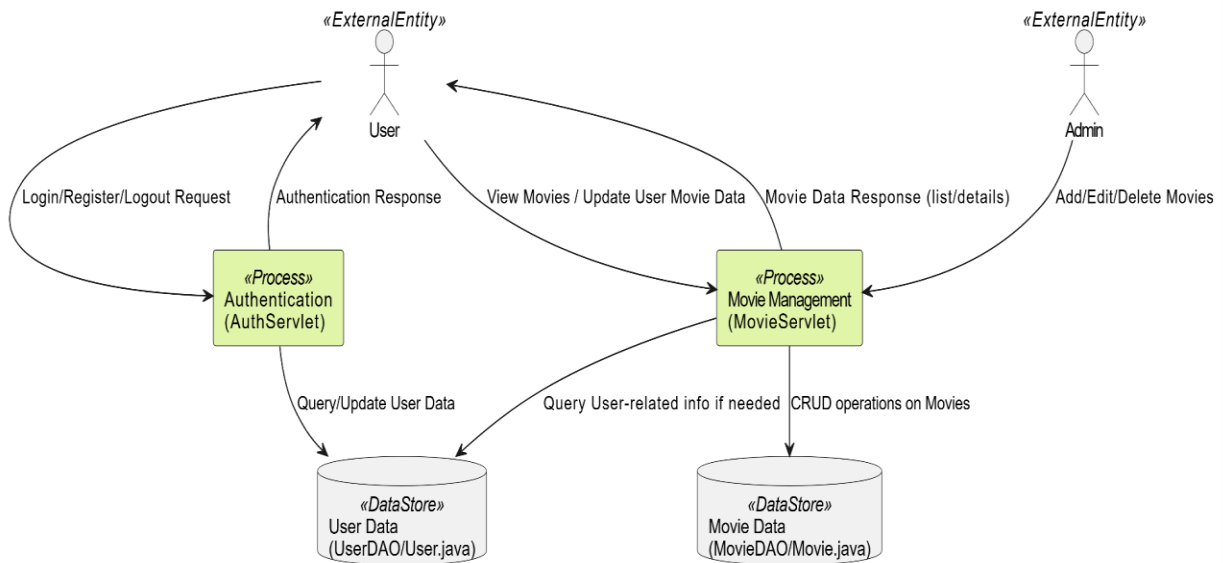 «ExternalEntity»
«ExternalEntity»
User
Admin
Login/Register/Logout Request
Authentication Response
View Movies / Update User Movie Data
Movie Data Response (list/details)
Add/Edit/Delete Movies
«Process»
Authentication
(AuthServlet)
«Process»
Movie Management
(MovieServlet)
Query/Update User Data
Query User-related info if needed
CRUD operations on Movies
«DataStore»
User Data
(UserDAO/User.java)
«DataStore»
Movie Data
(MovieDAO/Movie.java)